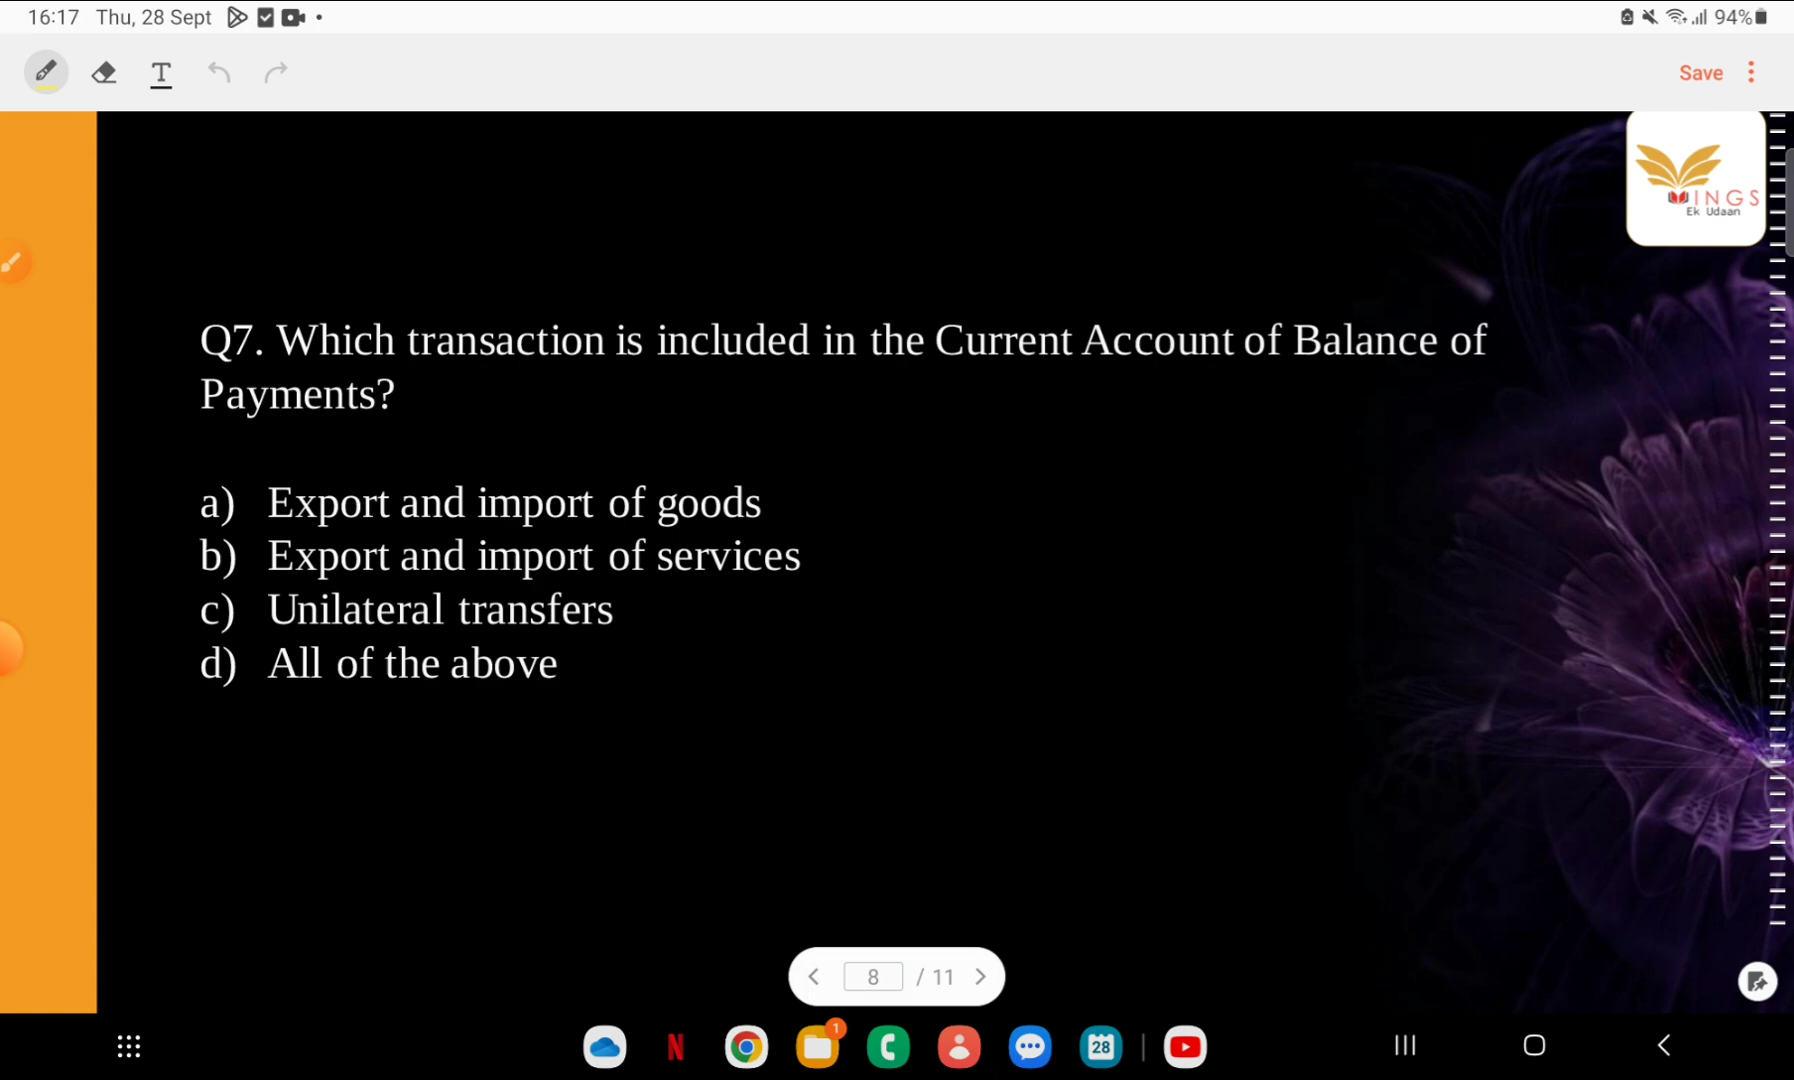 16:17 Thu, 28 Sept
94%
T
Save
WINGS
Ek Udaan
Q7. Which transaction is included in the Current Account of Balance of
Payments?
a) Export and import of goods
b) Export and import of services
c) Unilateral transfers
d) All of the above
8 / 11
1
N
28